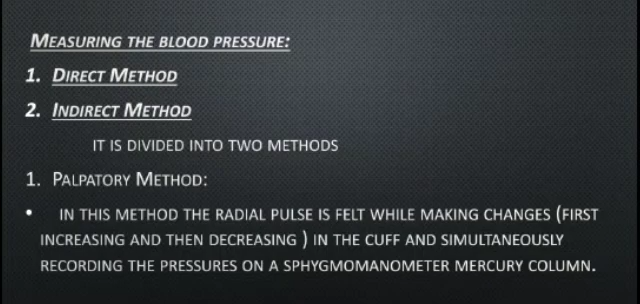 MEASURING THE BLOOD PRESSURE:
1. DIRECT METHOD
2. INDIRECT METHOD
IT IS DIVIDED INTO TWO METHODS
1. PALPATORY METHOD:
• IN THIS METHOD THE RADIAL PULSE IS FELT WHILE MAKING CHANGES (FIRST
INCREASING AND THEN DECREASING ) IN THE CUFF AND SIMULTANEOUSLY
RECORDING THE PRESSURES ON A SPHYGMOMANOMETER MERCURY COLUMN.